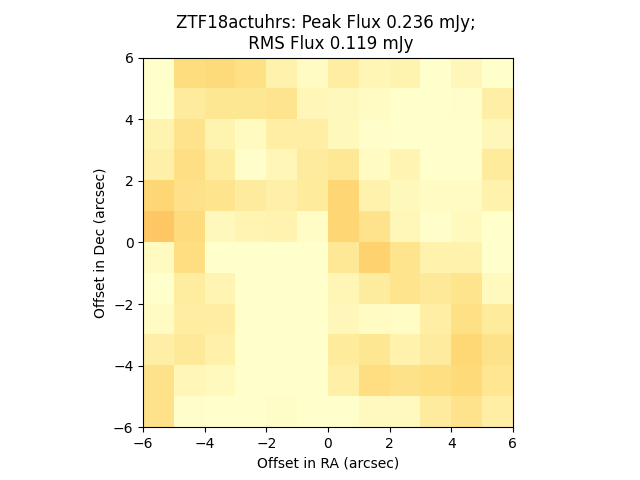 ZTF18actuhrs: Peak Flux 0.236 mJy;
RMS Flux 0.119 mJy
6
4
2
0
−2
−4
−6
Offset in Dec (arcsec)
−6 −4 −2 0 2 4 6
Offset in RA (arcsec)